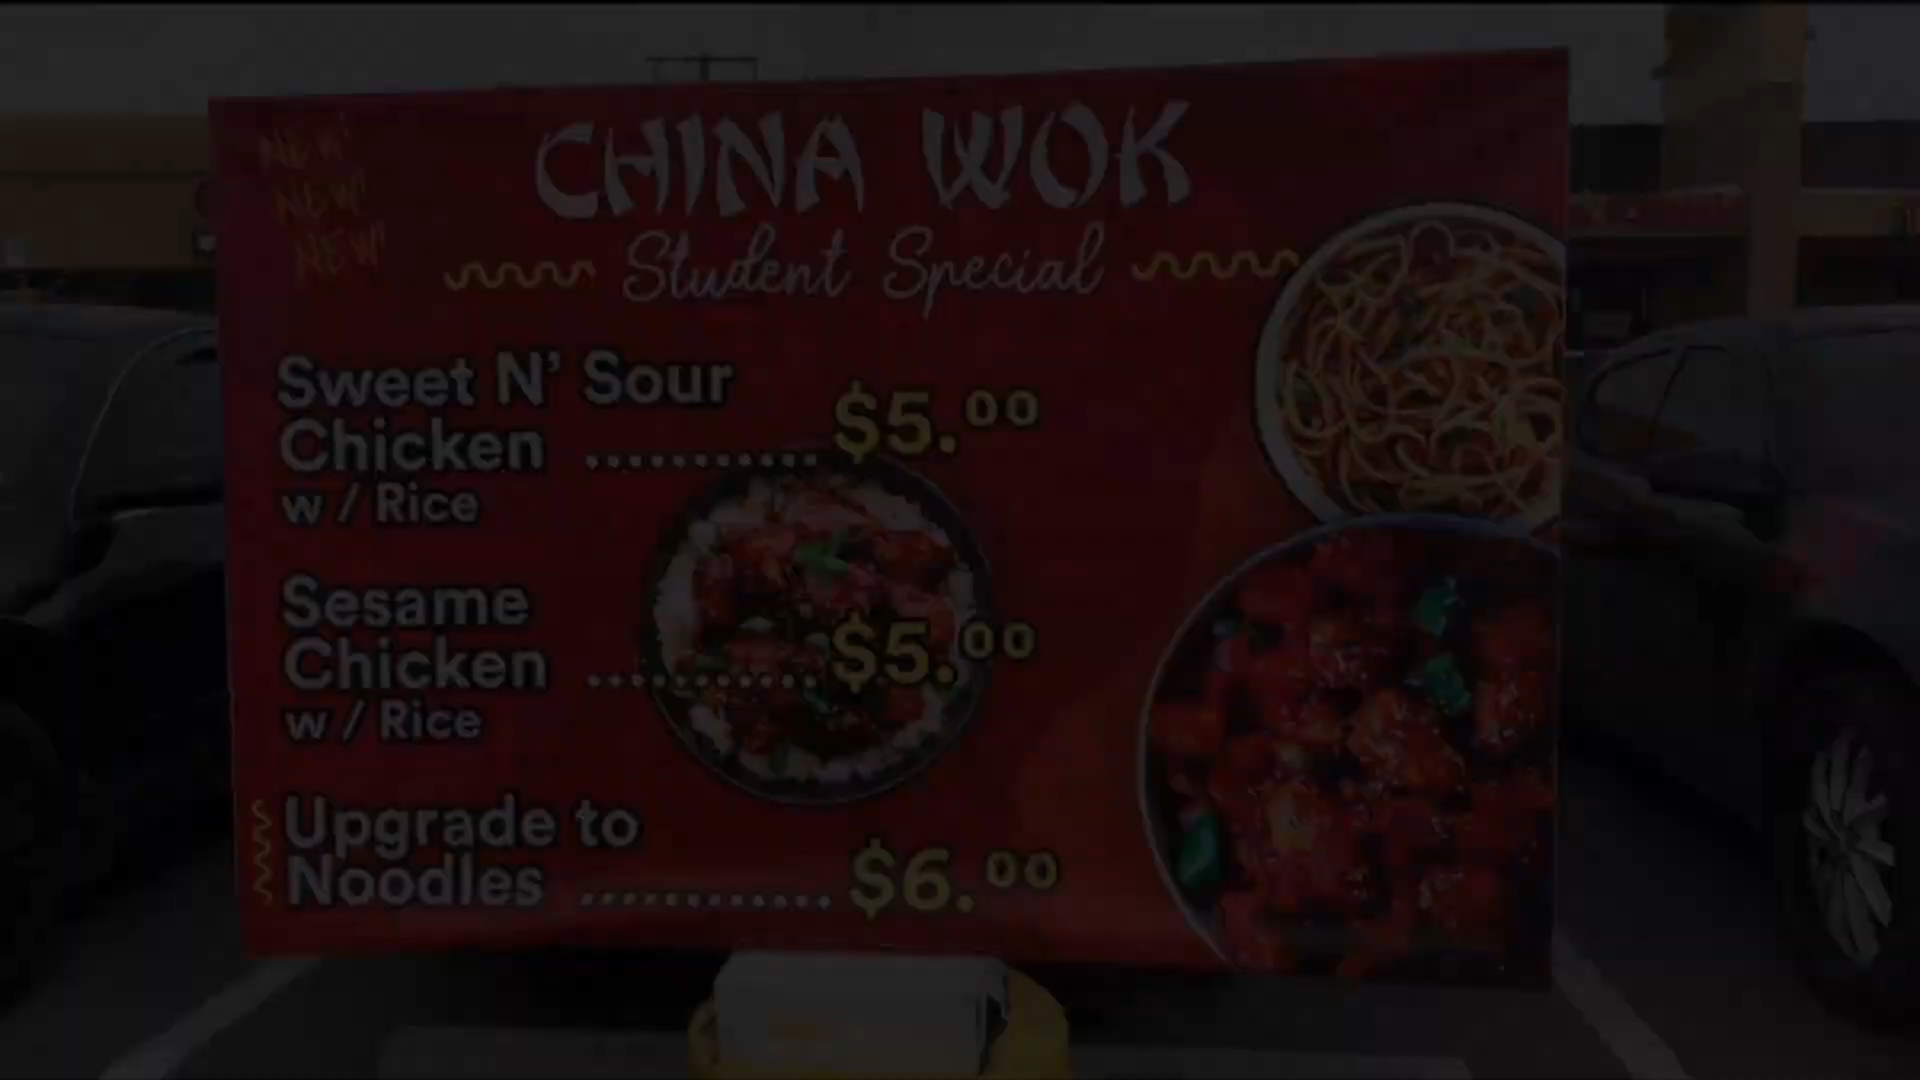 NEW!
NEW!
NEW!
CHINA WOK
Student Special
Sweet N' Sour
Chicken ........... $5.00
w / Rice
Sesame
Chicken ........... $5.00
w / Rice
Upgrade to
Noodles ............ $6.00